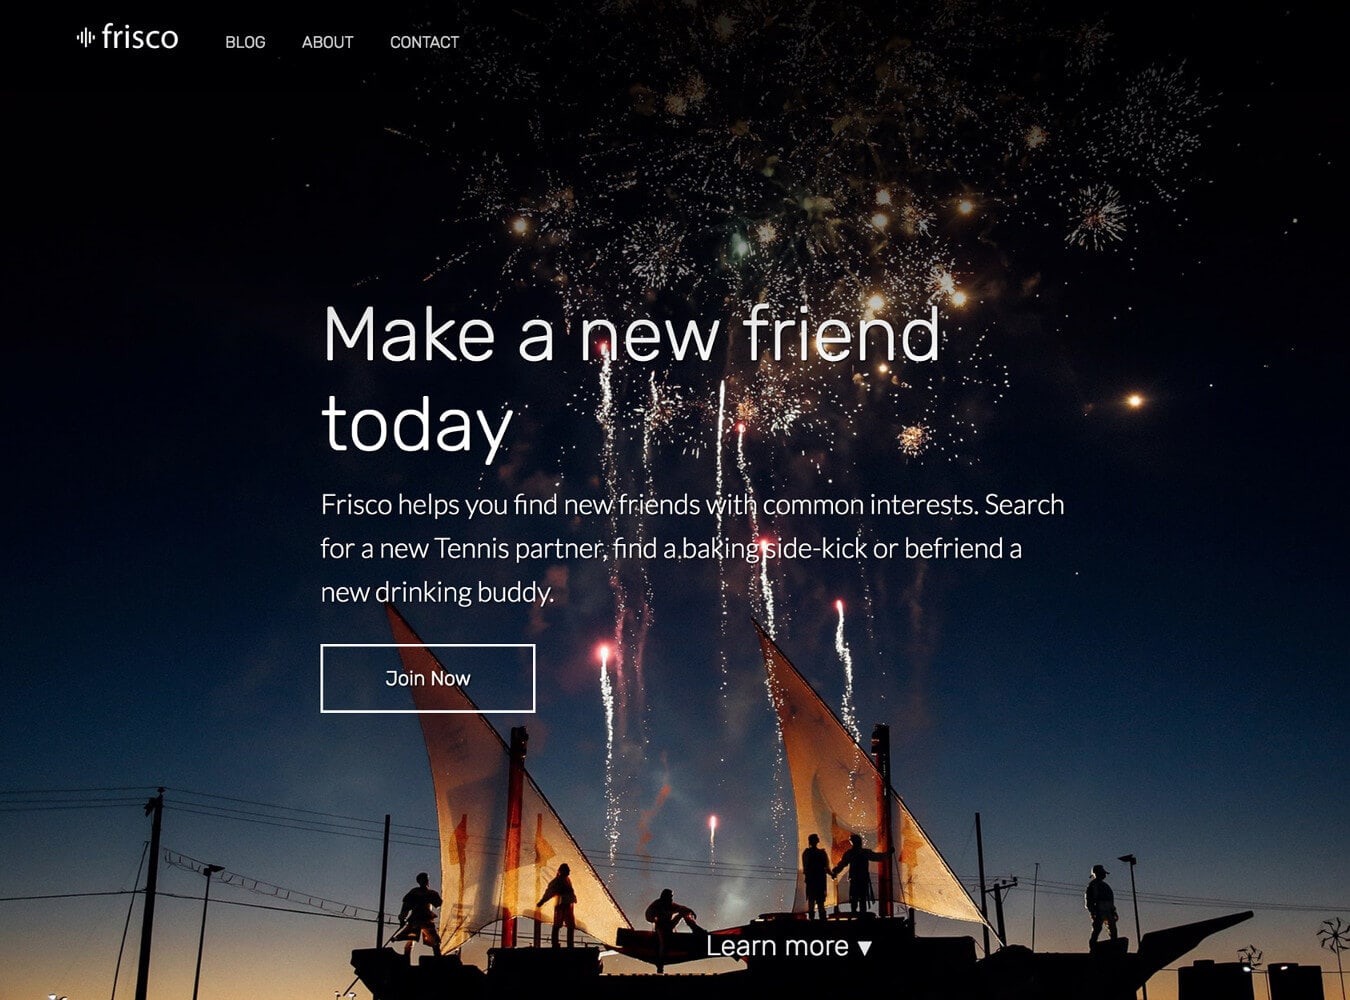 frisco
BLOG ABOUT CONTACT
Make a new friend
today
Frisco helps you find new friends with common interests. Search
for a new Tennis partner, find a baking side-kick or befriend a
new drinking buddy.
Join Now
Learn more ▾